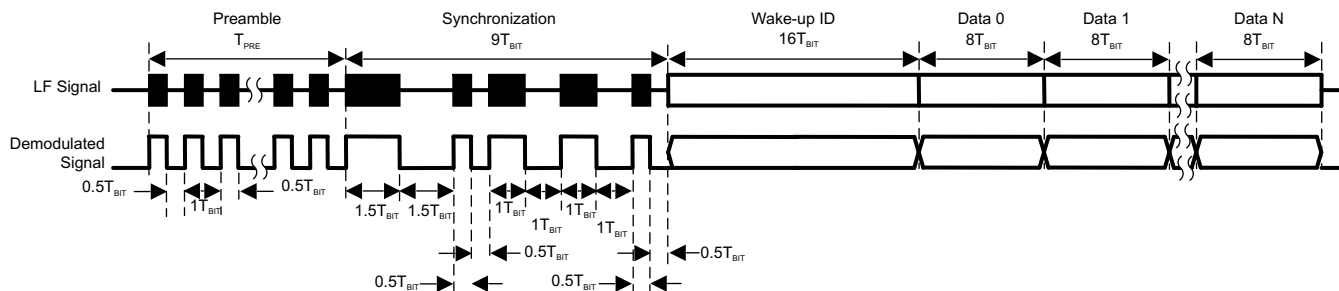 Preamble
T_PRE
Synchronization
9T_BIT
Wake-up ID
16T_BIT
Data 0
8T_BIT
Data 1
8T_BIT
Data N
8T_BIT
LF Signal
Demodulated
Signal
0.5T_BIT
1T_BIT
0.5T_BIT
1.5T_BIT
1.5T_BIT
1T_BIT
1T_BIT
1T_BIT
1T_BIT
0.5T_BIT
0.5T_BIT
0.5T_BIT
0.5T_BIT